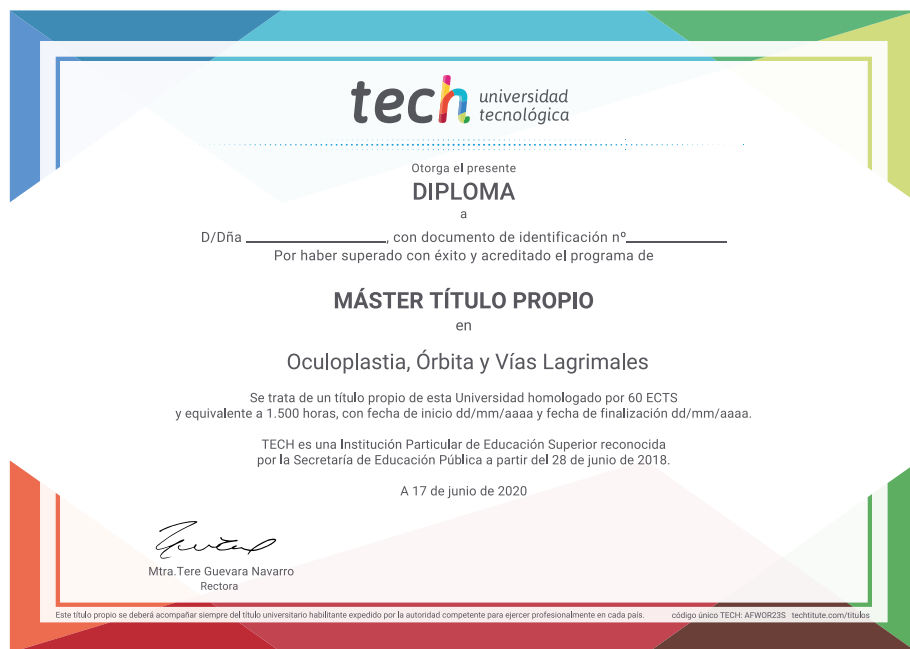 tech universidad
tecnológica
Otorga el presente
DIPLOMA
a
D/Dña ________________, con documento de identificación nº____________
Por haber superado con éxito y acreditado el programa de
MÁSTER TÍTULO PROPIO
en
Oculoplastia, Órbita y Vías Lagrimales
Se trata de un título propio de esta Universidad homologado por 60 ECTS
y equivalente a 1.500 horas, con fecha de inicio dd/mm/aaaa y fecha de finalización dd/mm/aaaa.
TECH es una Institución Particular de Educación Superior reconocida
por la Secretaría de Educación Pública a partir del 28 de junio de 2018.
A 17 de junio de 2020
Mtra.Tere Guevara Navarro
Rectora
Este título propio se deberá acompañar siempre del título universitario habilitante expedido por la autoridad competente para ejercer profesionalmente en cada país. código único TECH: AFWOR23S techtitute.com/titulos